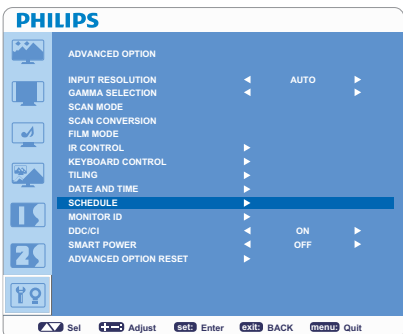 PHILIPS
ADVANCED OPTION
INPUT RESOLUTION AUTO
GAMMA SELECTION
SCAN MODE
SCAN CONVERSION
FILM MODE
IR CONTROL
KEYBOARD CONTROL
TILING
DATE AND TIME
SCHEDULE
MONITOR ID
DDC/CI ON
SMART POWER OFF
ADVANCED OPTION RESET
Sel Adjust set: Enter exit: BACK menu: Quit